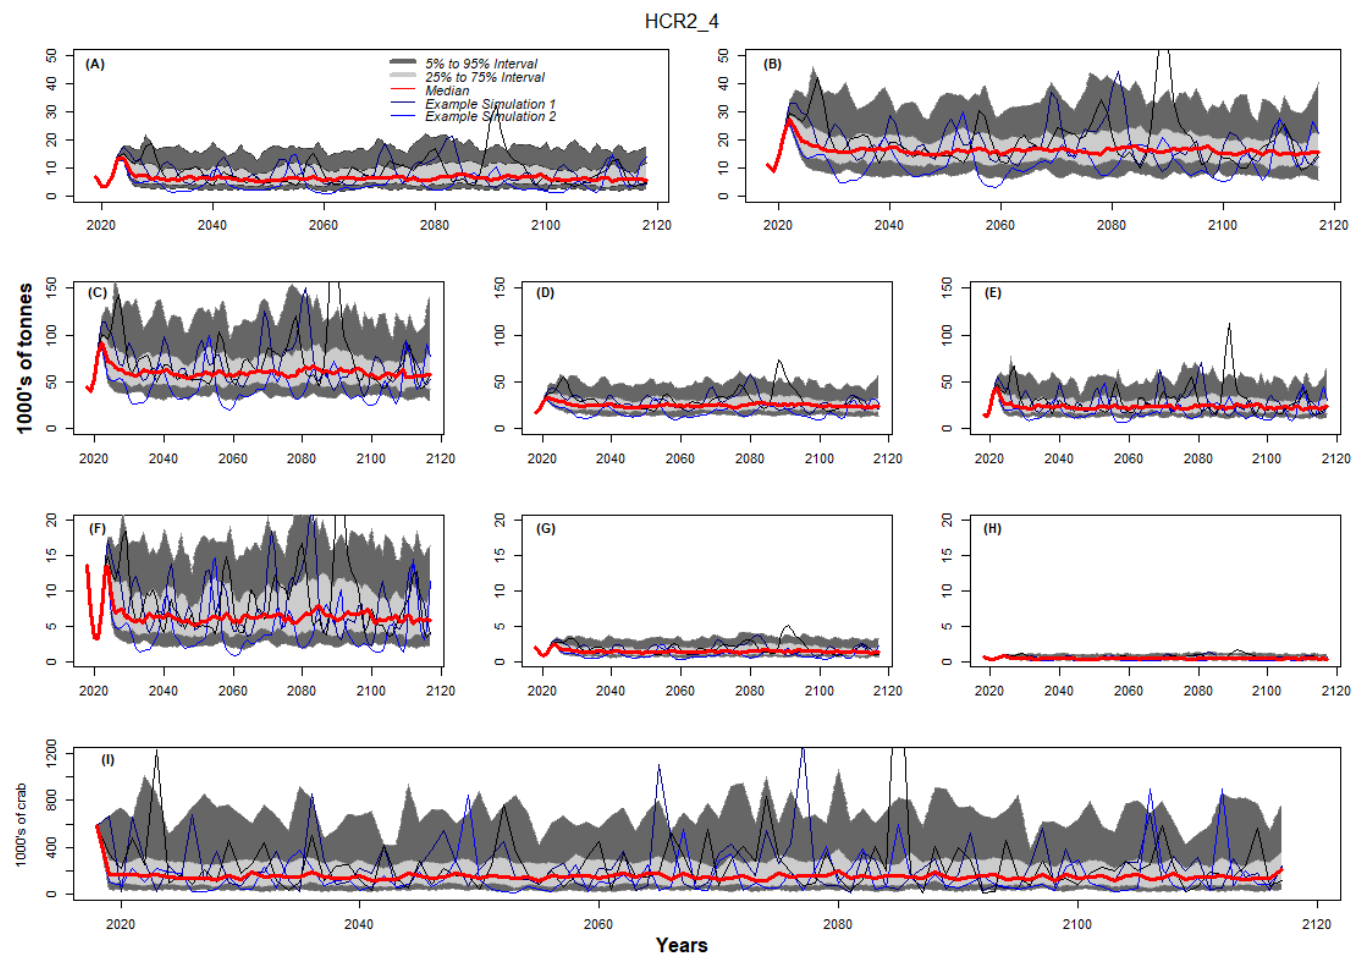 HCR2_4
(A)
5% to 95% Interval
25% to 75% Interval
Median
Example Simulation 1
Example Simulation 2
50
40
30
20
10
0
2020 2040 2060 2080 2100 2120
(B)
50
40
30
20
10
0
2020 2040 2060 2080 2100 2120
1000's of tonnes
(C)
150
100
50
0
2020 2040 2060 2080 2100 2120
(D)
150
100
50
0
2020 2040 2060 2080 2100 2120
(E)
150
100
50
0
2020 2040 2060 2080 2100 2120
(F)
20
15
10
5
0
2020 2040 2060 2080 2100 2120
(G)
20
15
10
5
0
2020 2040 2060 2080 2100 2120
(H)
20
15
10
5
0
2020 2040 2060 2080 2100 2120
1000's of crab
(I)
1200
800
400
0
2020 2040 2060 2080 2100 2120
Years